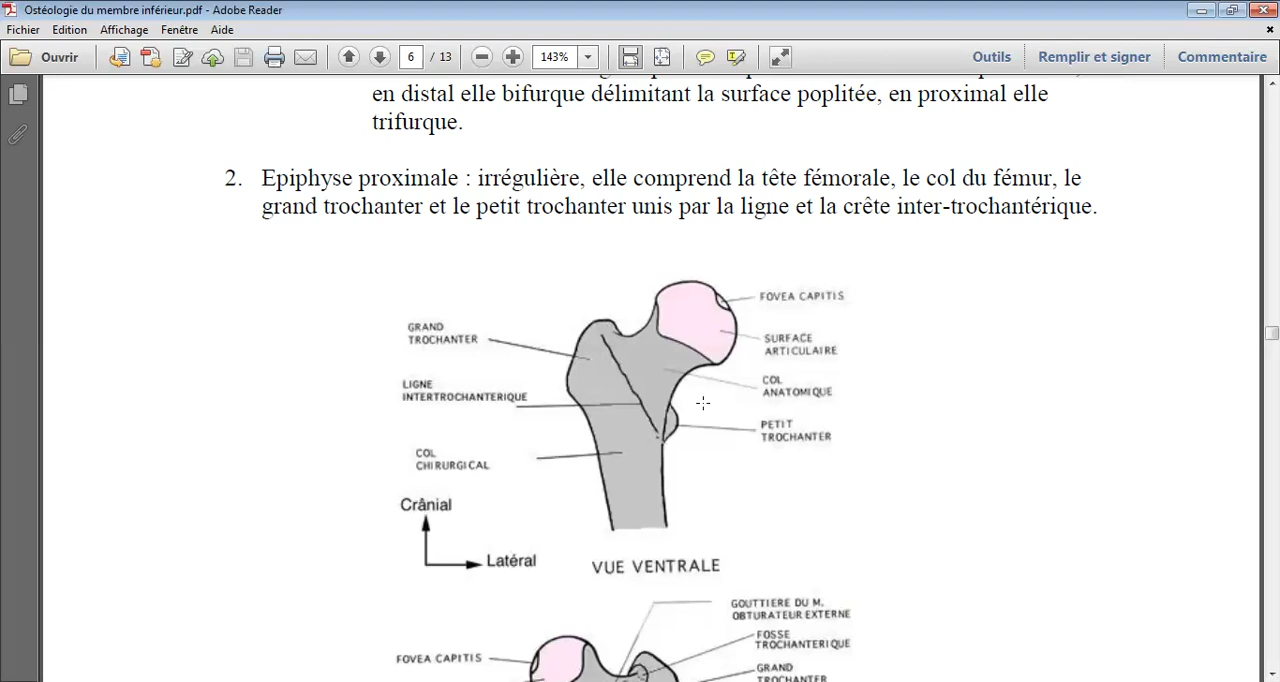 Ostéologie du membre inférieur.pdf - Adobe Reader
Fichier Edition Affichage Fenêtre Aide
Ouvrir 6 / 13 143% Outils Remplir et signer Commentaire
en distal elle bifurque délimitant la surface poplitée, en proximal elle
trifurque.
2. Epiphyse proximale : irrégulière, elle comprend la tête fémorale, le col du fémur, le
grand trochanter et le petit trochanter unis par la ligne et la crête inter-trochantérique.
FOVEA CAPITIS
GRAND
TROCHANTER
SURFACE
ARTICULAIRE
LIGNE
INTERTROCHANTERIQUE
COL
ANATOMIQUE
PETIT
TROCHANTER
COL
CHIRURGICAL
Crânial
Latéral
VUE VENTRALE
GOUTTIERE DU M.
OBTURATEUR EXTERNE
FOSSE
TROCHANTERIQUE
FOVEA CAPITIS
GRAND
TROCHANTER